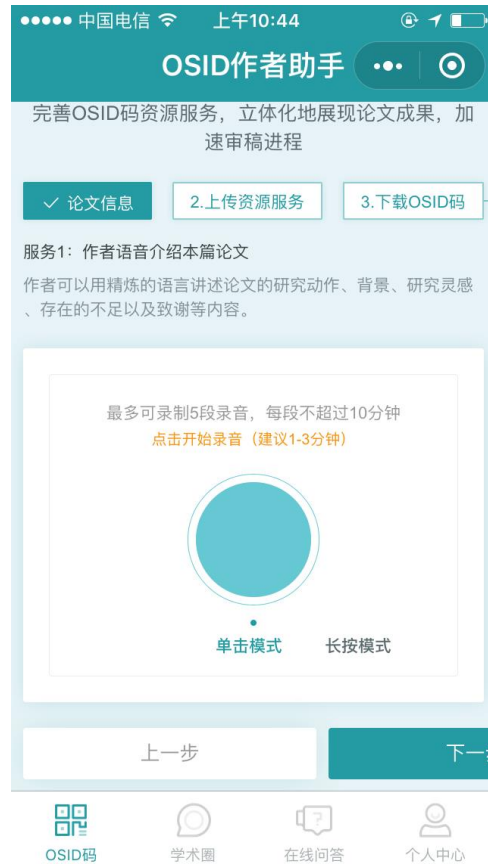 中国电信
上午10:44
OSID作者助手
完善OSID码资源服务，立体化地展现论文成果，加
速审稿进程
论文信息
2.上传资源服务
3.下载OSID码
服务1：作者语音介绍本篇论文
作者可以用精炼的语言讲述论文的研究动作、背景、研究灵感
、存在的不足以及致谢等内容。
最多可录制5段录音，每段不超过10分钟
点击开始录音（建议1-3分钟）
单击模式
长按模式
上一步
下一
OSID码
学术圈
在线问答
个人中心